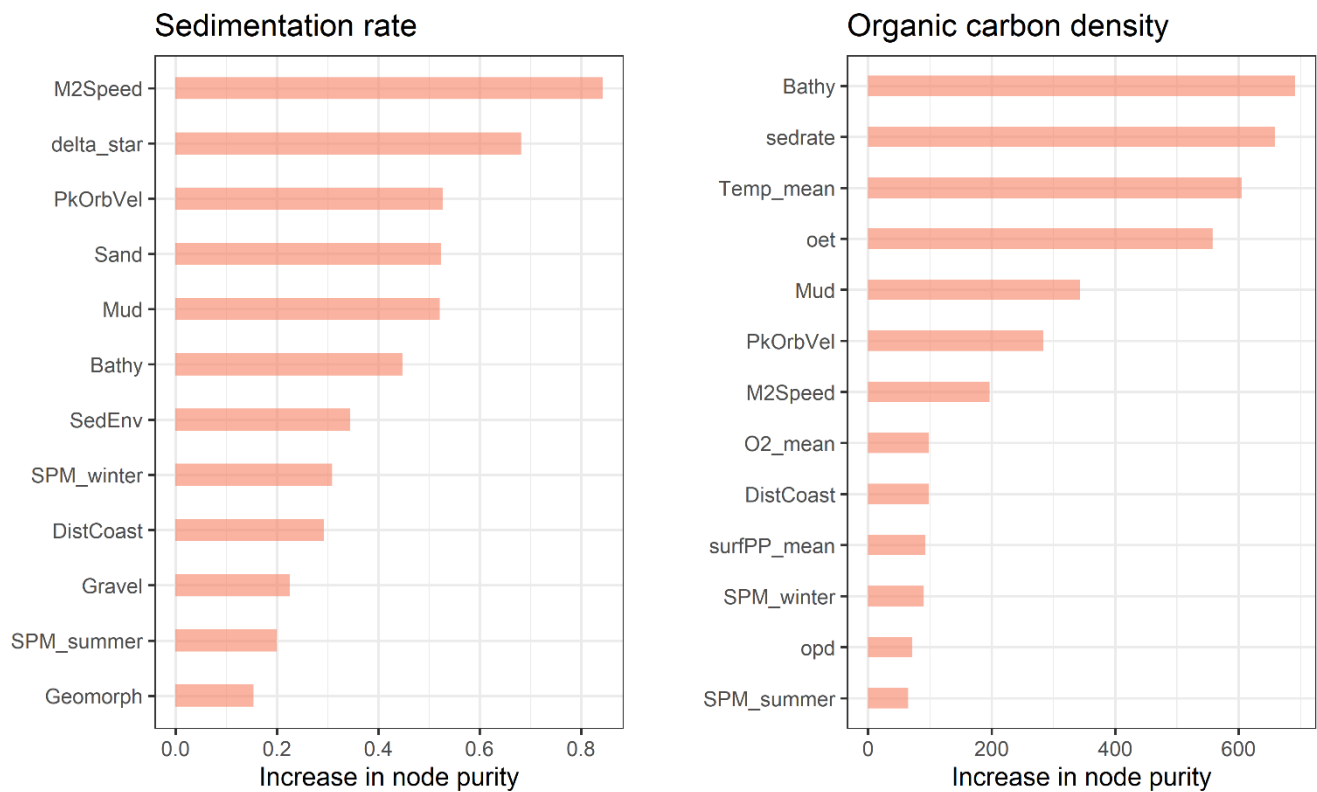 Sedimentation rate
M2Speed
delta_star
PkOrbVel
Sand
Mud
Bathy
SedEnv
SPM_winter
DistCoast
Gravel
SPM_summer
Geomorph
0.0 0.2 0.4 0.6 0.8
Increase in node purity
Organic carbon density
Bathy
sedrate
Temp_mean
oet
Mud
PkOrbVel
M2Speed
O2_mean
DistCoast
surfPP_mean
SPM_winter
opd
SPM_summer
0 200 400 600
Increase in node purity